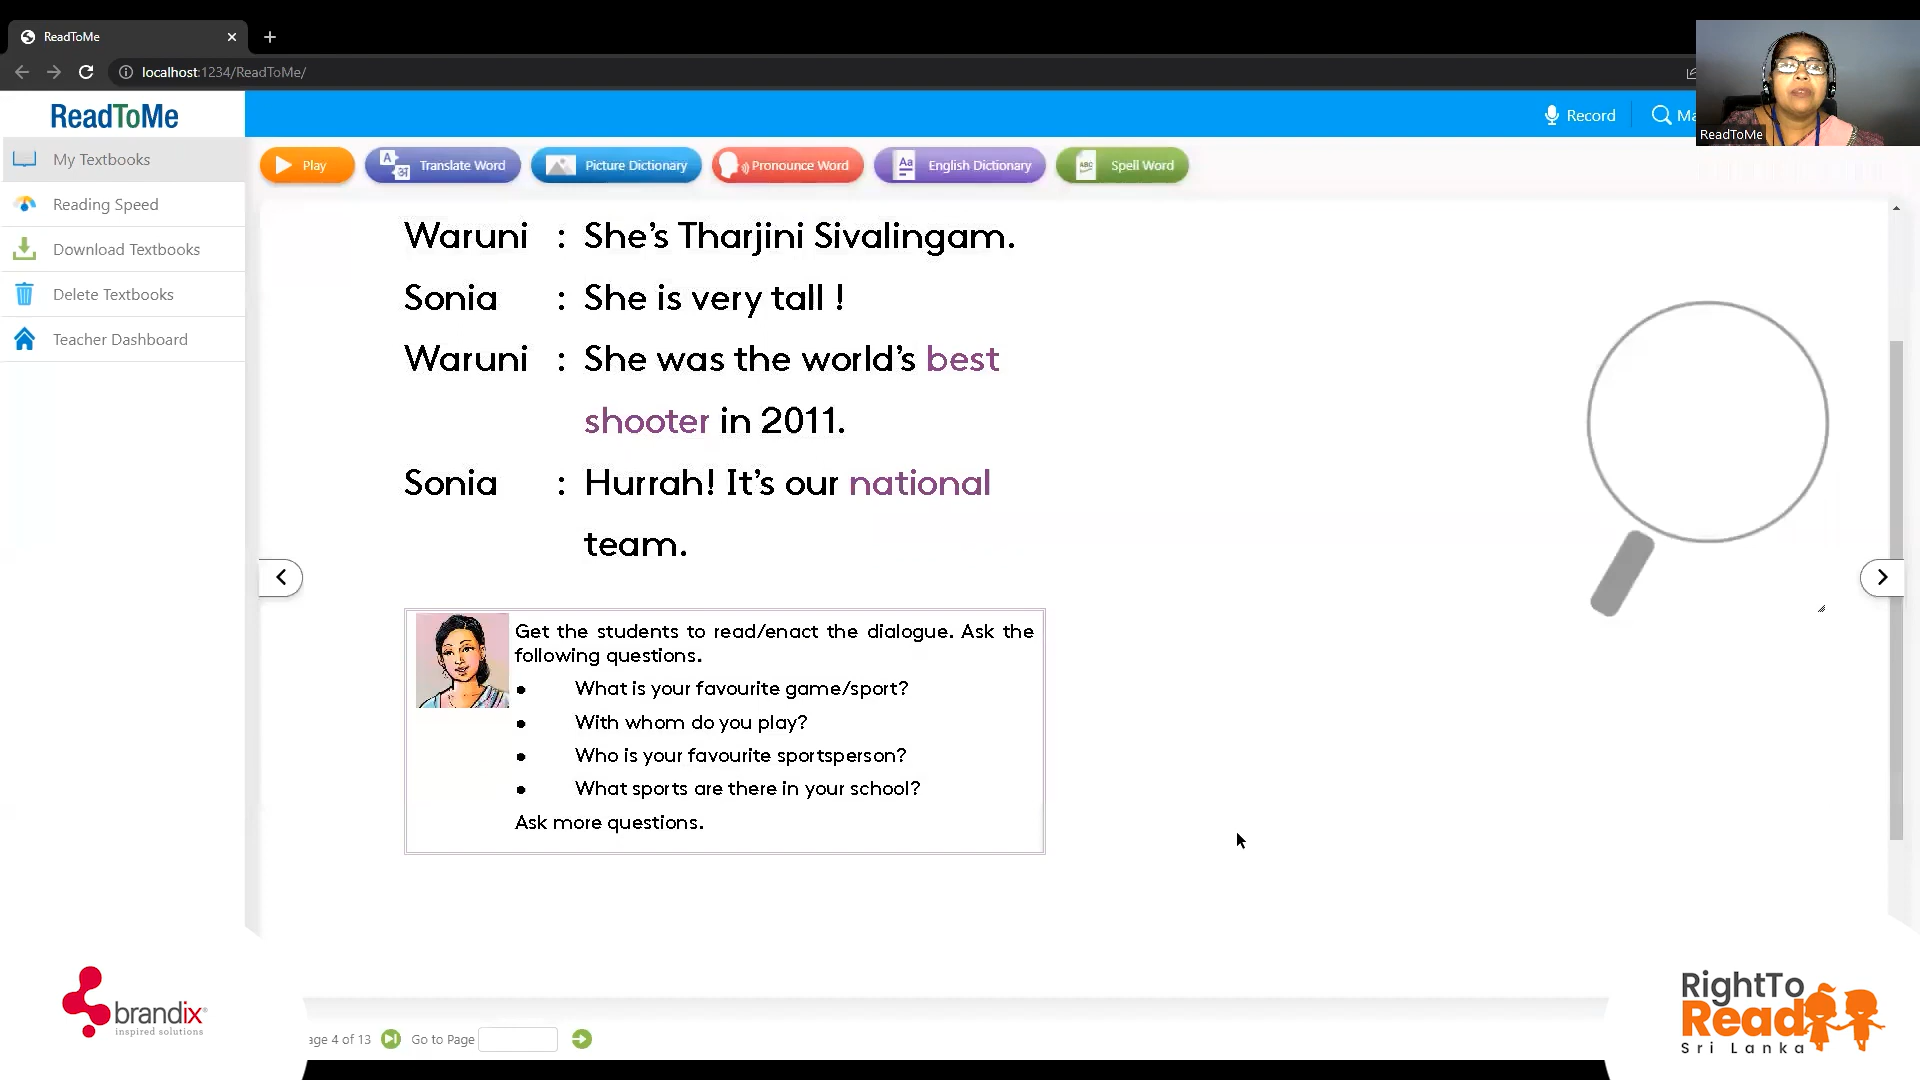 ReadToMe
localhost:1234/ReadToMe/
ReadToMe
Record
Ma
ReadToMe
My Textbooks
Reading Speed
Download Textbooks
Delete Textbooks
Teacher Dashboard
Play
Translate Word
Picture Dictionary
Pronounce Word
English Dictionary
Spell Word
Waruni : She's Tharjini Sivalingam.
Sonia : She is very tall !
Waruni : She was the world's best
shooter in 2011.
Sonia : Hurrah! It's our national
team.
Get the students to read/enact the dialogue. Ask the
following questions.
• What is your favourite game/sport?
• With whom do you play?
• Who is your favourite sportsperson?
• What sports are there in your school?
Ask more questions.
brandix
inspired solutions
age 4 of 13
Go to Page
RightTo
Read
Sri Lanka